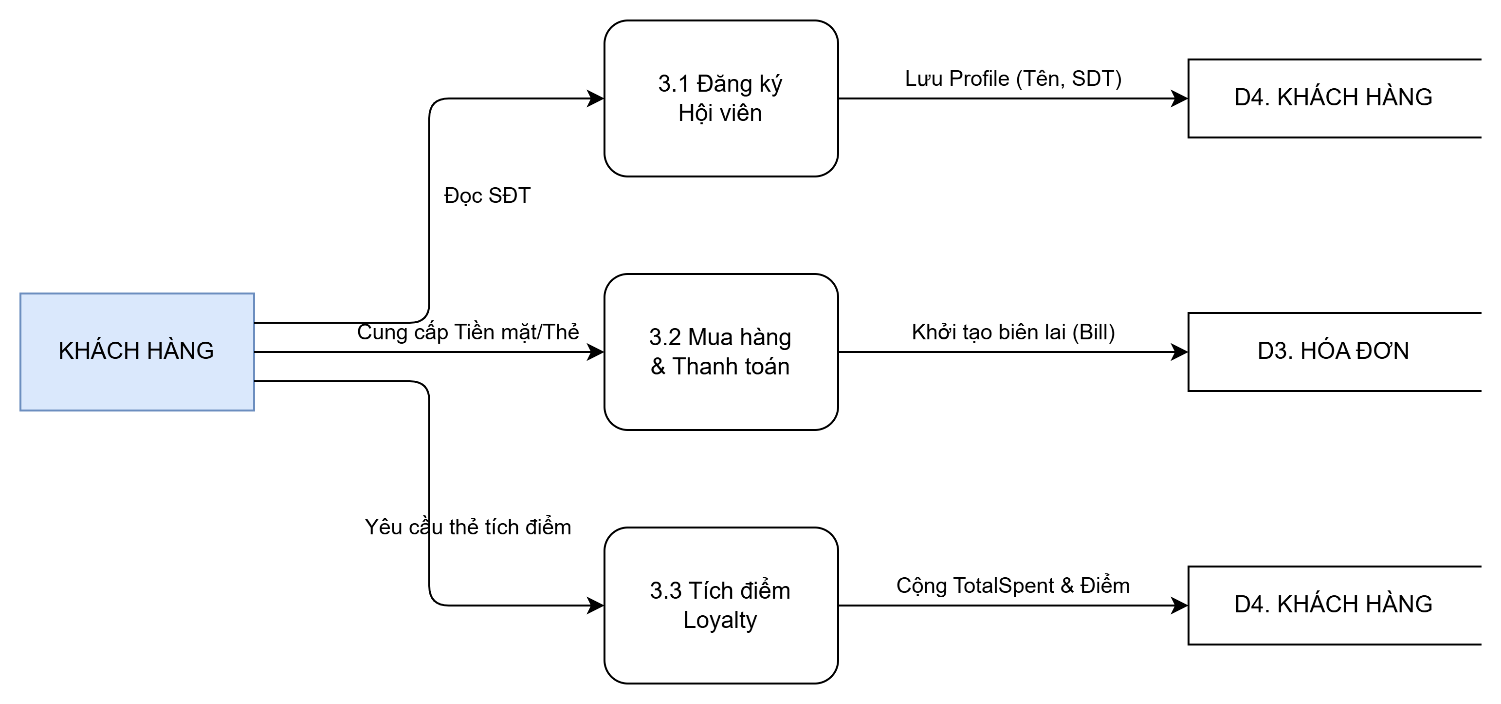 3.1 Đăng ký
Hội viên
Lưu Profile (Tên, SDT)
D4. KHÁCH HÀNG
Đọc SĐT
KHÁCH HÀNG
Cung cấp Tiền mặt/Thẻ
3.2 Mua hàng
& Thanh toán
Khởi tạo biên lai (Bill)
D3. HÓA ĐƠN
Yêu cầu thẻ tích điểm
3.3 Tích điểm
Loyalty
Cộng TotalSpent & Điểm
D4. KHÁCH HÀNG